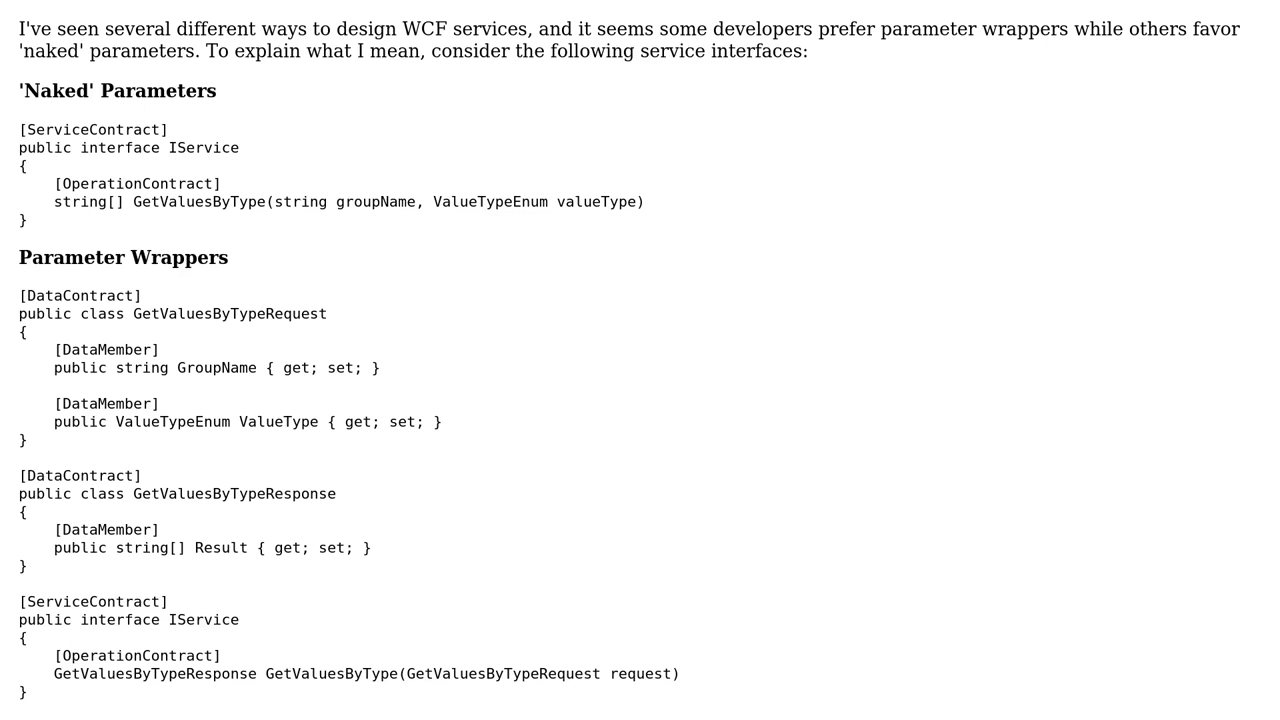 I've seen several different ways to design WCF services, and it seems some developers prefer parameter wrappers while others favor
'naked' parameters. To explain what I mean, consider the following service interfaces:
'Naked' Parameters
[ServiceContract]
public interface IService
{
    [OperationContract]
    string[] GetValuesByType(string groupName, ValueTypeEnum valueType)
}
Parameter Wrappers
[DataContract]
public class GetValuesByTypeRequest
{
    [DataMember]
    public string GroupName { get; set; }

    [DataMember]
    public ValueTypeEnum ValueType { get; set; }
}

[DataContract]
public class GetValuesByTypeResponse
{
    [DataMember]
    public string[] Result { get; set; }
}

[ServiceContract]
public interface IService
{
    [OperationContract]
    GetValuesByTypeResponse GetValuesByType(GetValuesByTypeRequest request)
}